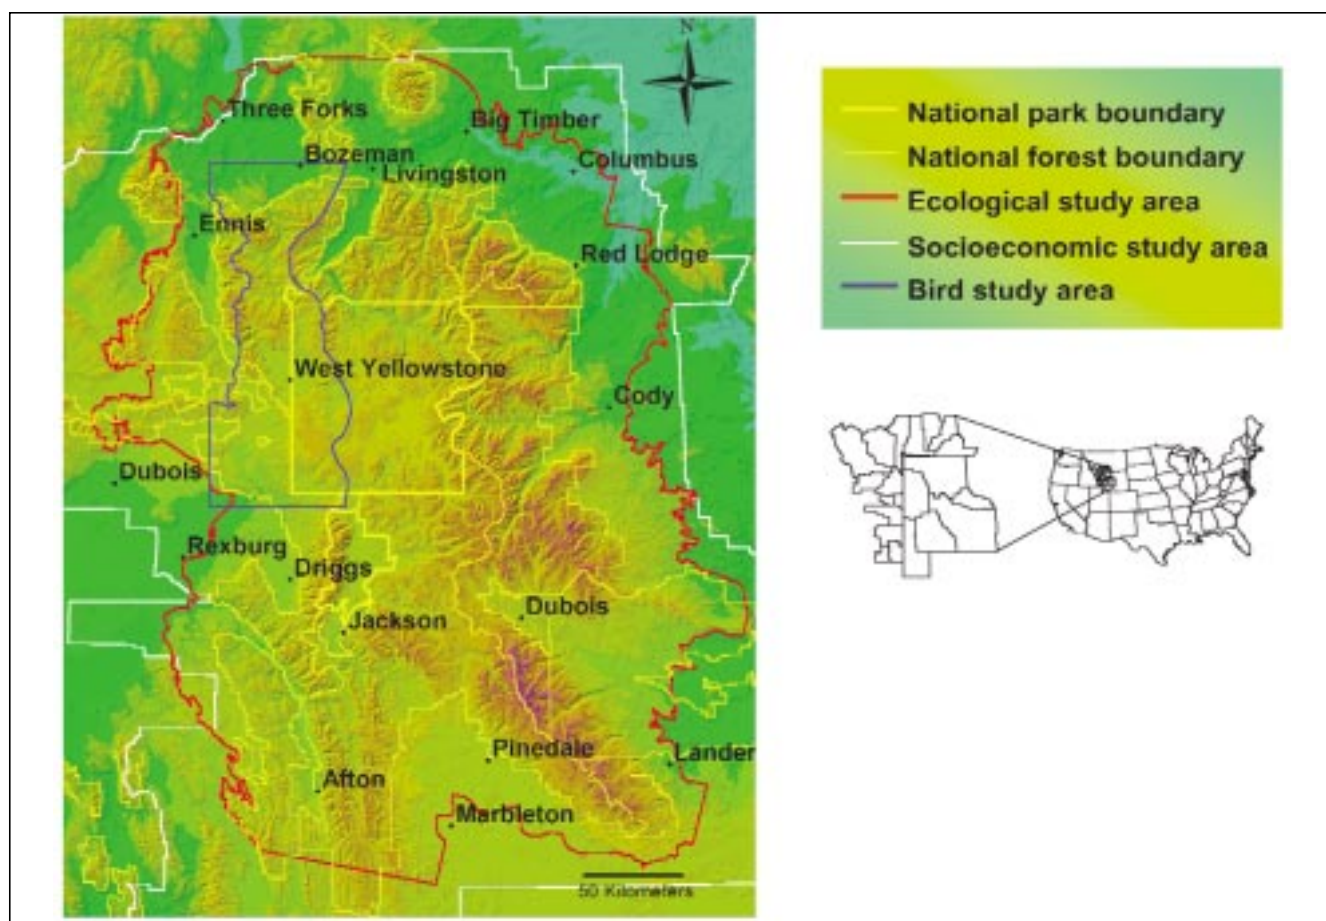 N
Three Forks
Big Timber
Bozeman
Livingston
Columbus
Ennis
Red Lodge
West Yellowstone
Cody
Dubois
Rexburg
Driggs
Dubois
Jackson
Pinedale
Lander
Afton
Marbleton
50 Kilometers
National park boundary
National forest boundary
Ecological study area
Socioeconomic study area
Bird study area